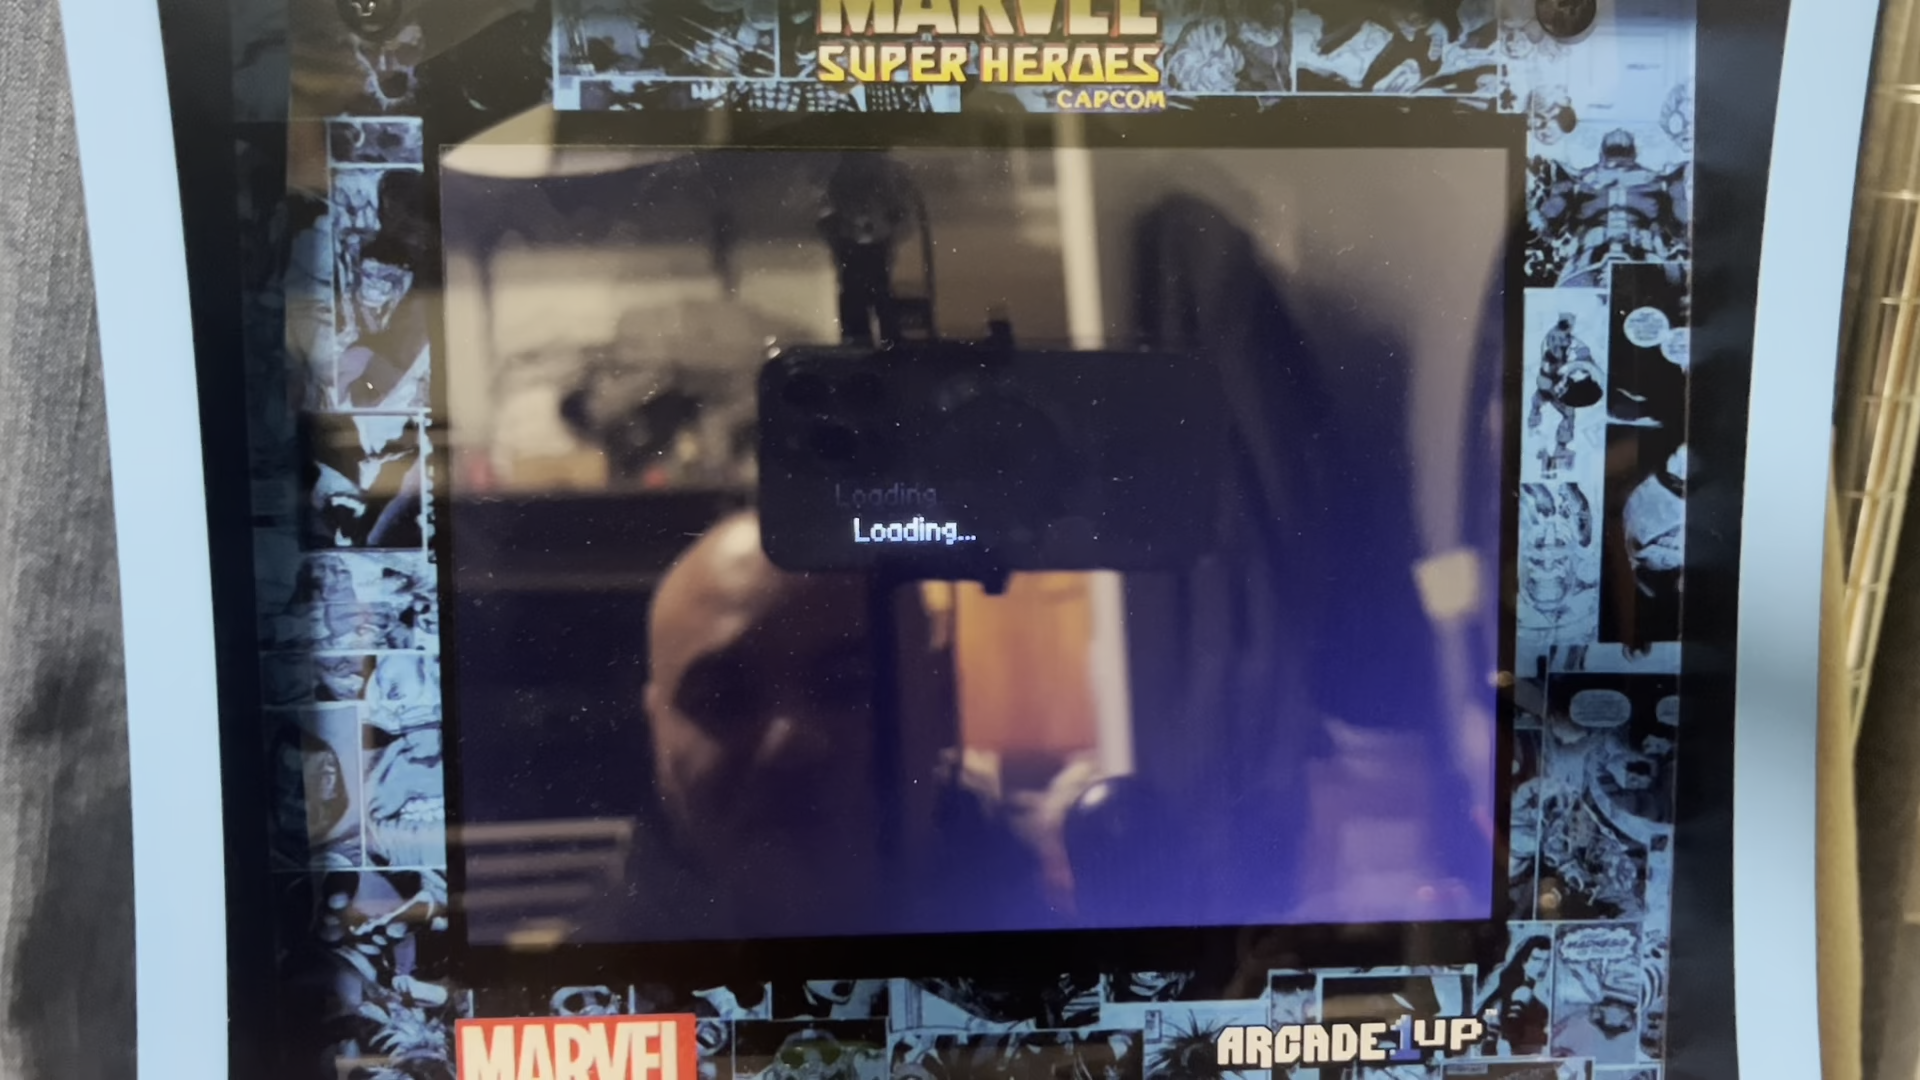 MARVEL
SUPER HEROES
CAPCOM
Loading
Loading...
MARVEL
ARCADE1UP